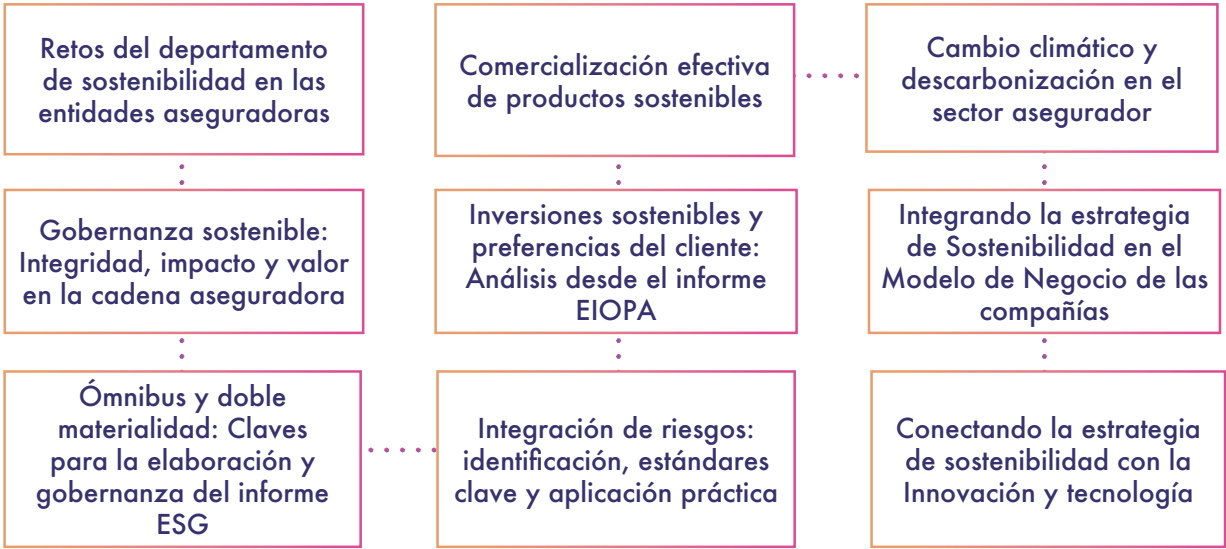 Retos del departamento
de sostenibilidad en las
entidades aseguradoras
Gobernanza sostenible:
Integridad, impacto y valor
en la cadena aseguradora
Ómnibus y doble
materialidad: Claves
para la elaboración y
gobernanza del informe
ESG
Integración de riesgos:
identificación, estándares
clave y aplicación práctica
Inversiones sostenibles y
preferencias del cliente:
Análisis desde el informe
EIOPA
Comercialización efectiva
de productos sostenibles
Cambio climático y
descarbonización en el
sector asegurador
Integrando la estrategia
de Sostenibilidad en el
Modelo de Negocio de las
compañías
Conectando la estrategia
de sostenibilidad con la
Innovación y tecnología